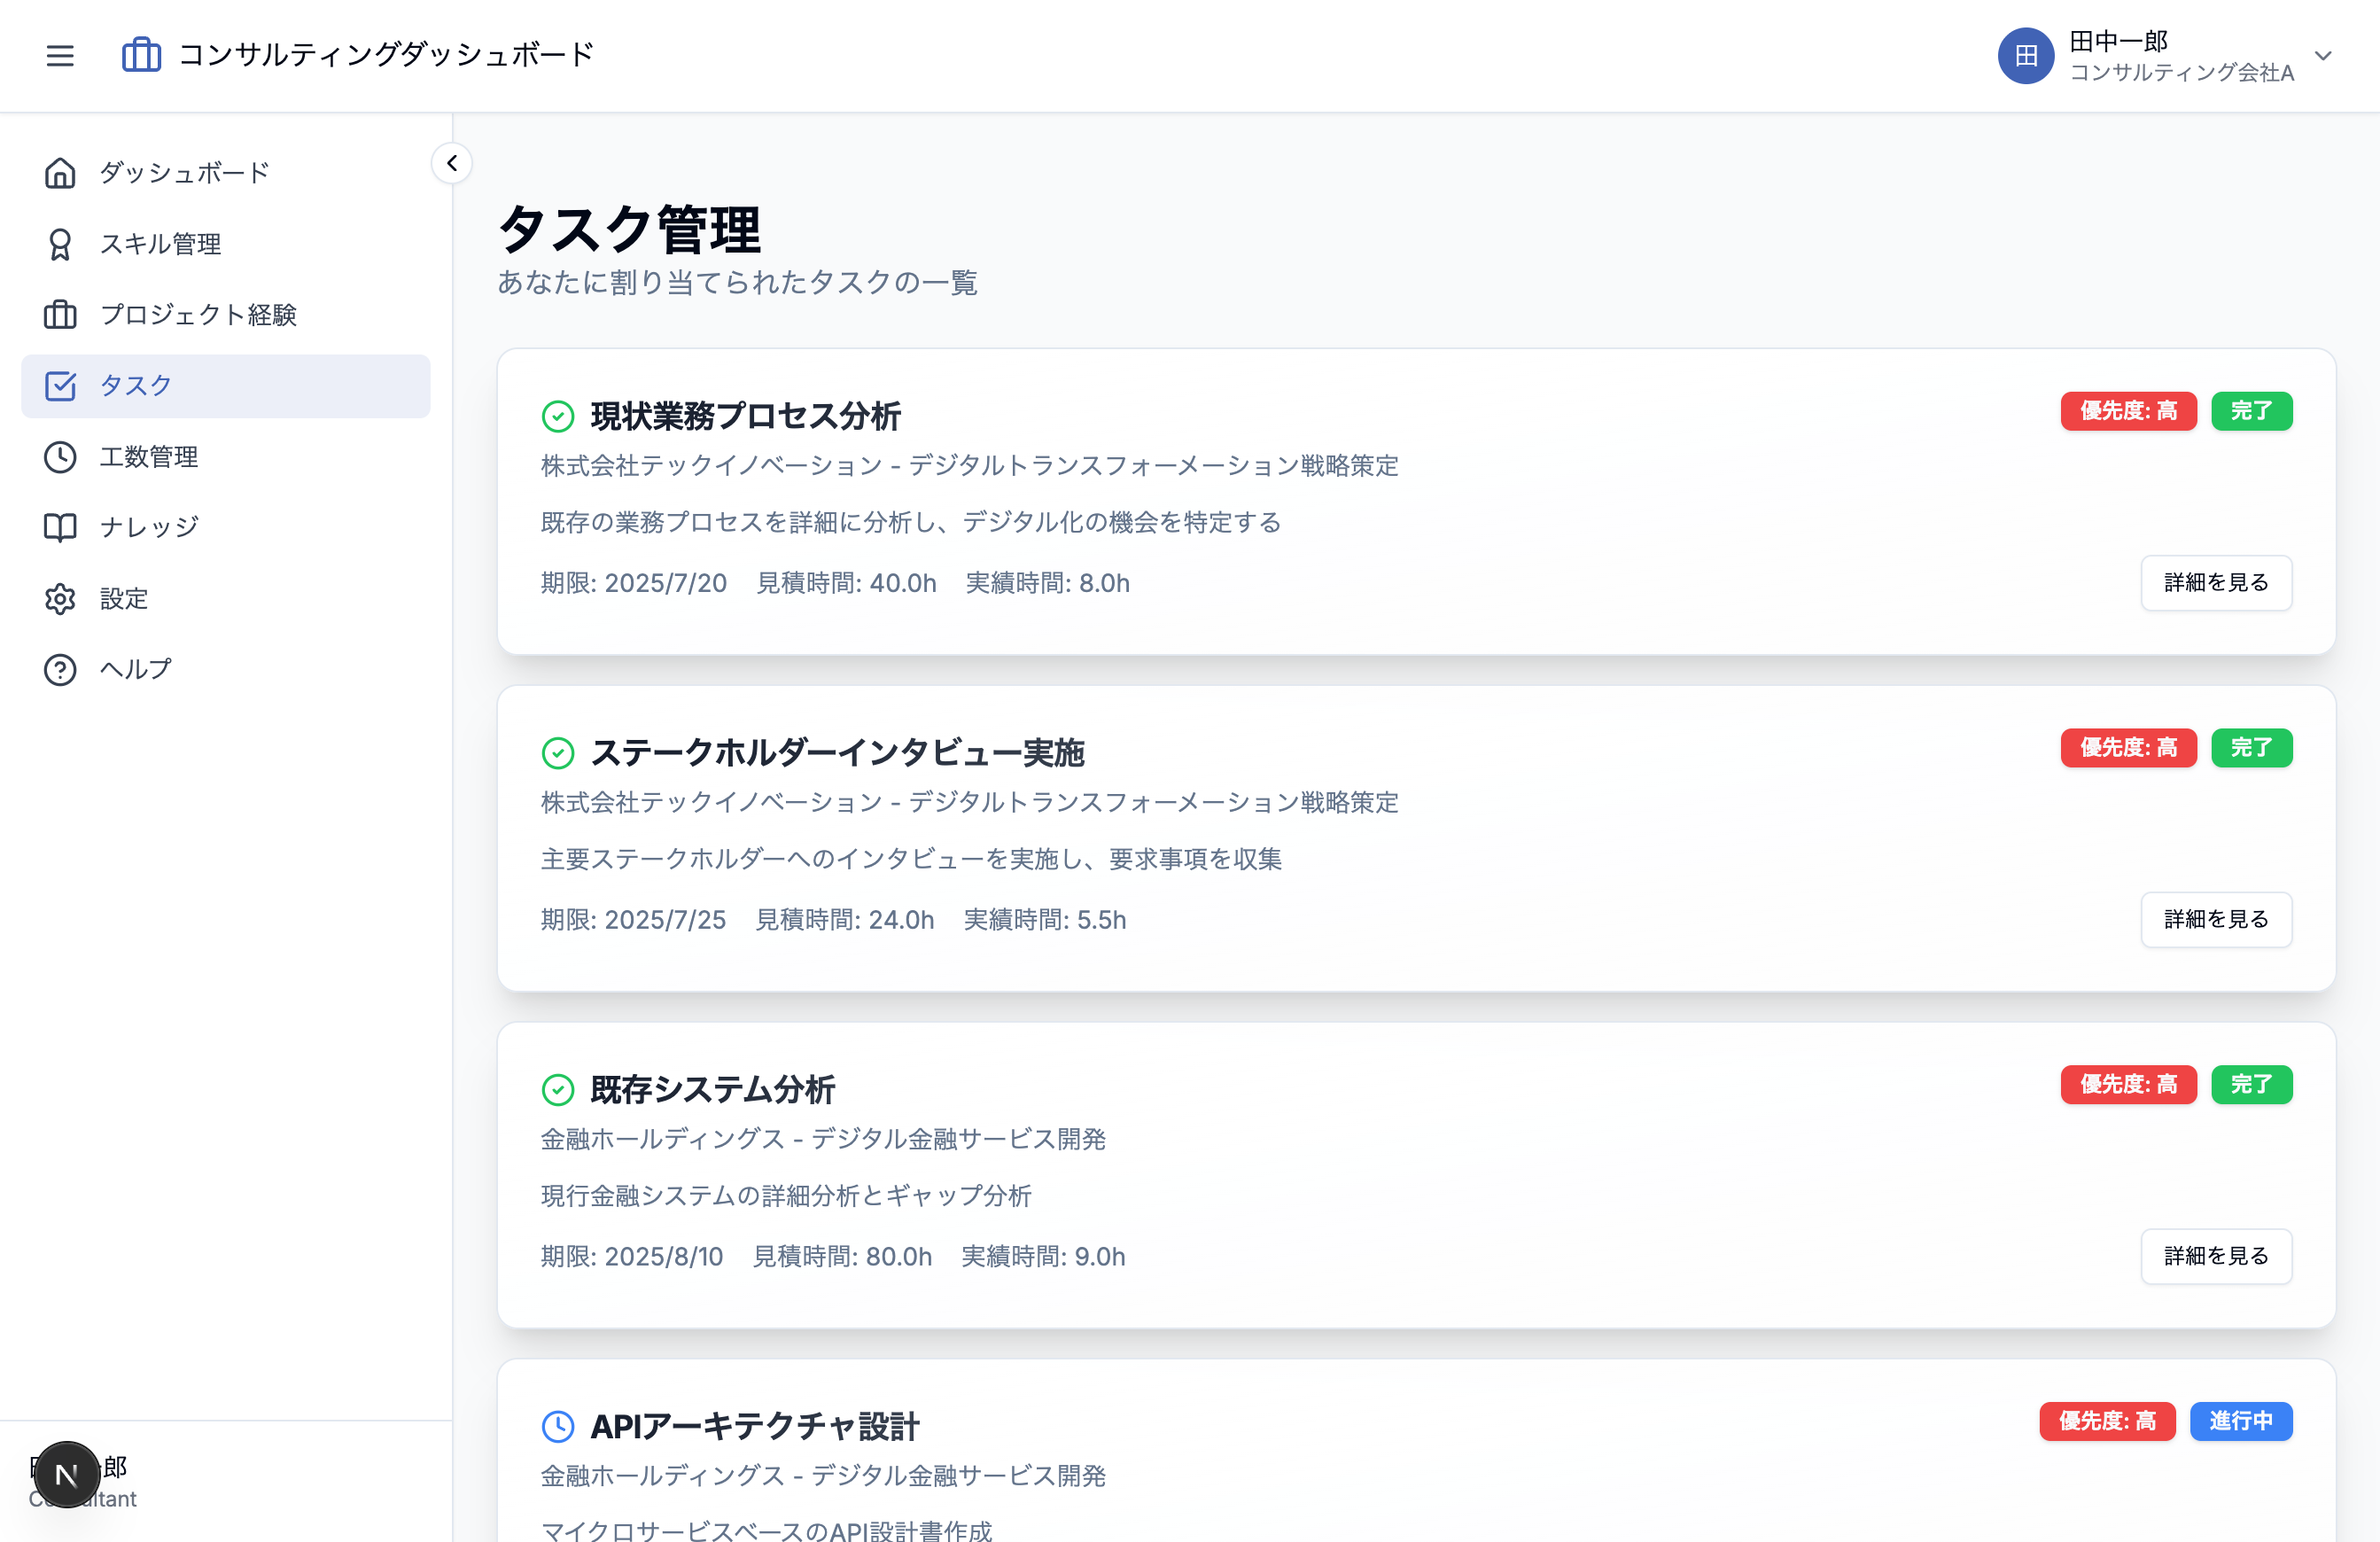 コンサルティングダッシュボード
田
田中一郎
コンサルティング会社A
ダッシュボード
スキル管理
プロジェクト経験
タスク
工数管理
ナレッジ
設定
ヘルプ
タスク管理
あなたに割り当てられたタスクの一覧
現状業務プロセス分析
優先度: 高
完了
株式会社テックイノベーション - デジタルトランスフォーメーション戦略策定
既存の業務プロセスを詳細に分析し、デジタル化の機会を特定する
期限: 2025/7/20 見積時間: 40.0h 実績時間: 8.0h
詳細を見る
ステークホルダーインタビュー実施
優先度: 高
完了
株式会社テックイノベーション - デジタルトランスフォーメーション戦略策定
主要ステークホルダーへのインタビューを実施し、要求事項を収集
期限: 2025/7/25 見積時間: 24.0h 実績時間: 5.5h
詳細を見る
既存システム分析
優先度: 高
完了
金融ホールディングス - デジタル金融サービス開発
現行金融システムの詳細分析とギャップ分析
期限: 2025/8/10 見積時間: 80.0h 実績時間: 9.0h
詳細を見る
APIアーキテクチャ設計
優先度: 高
進行中
金融ホールディングス - デジタル金融サービス開発
マイクロサービスベースのAPI設計書作成
郎
N